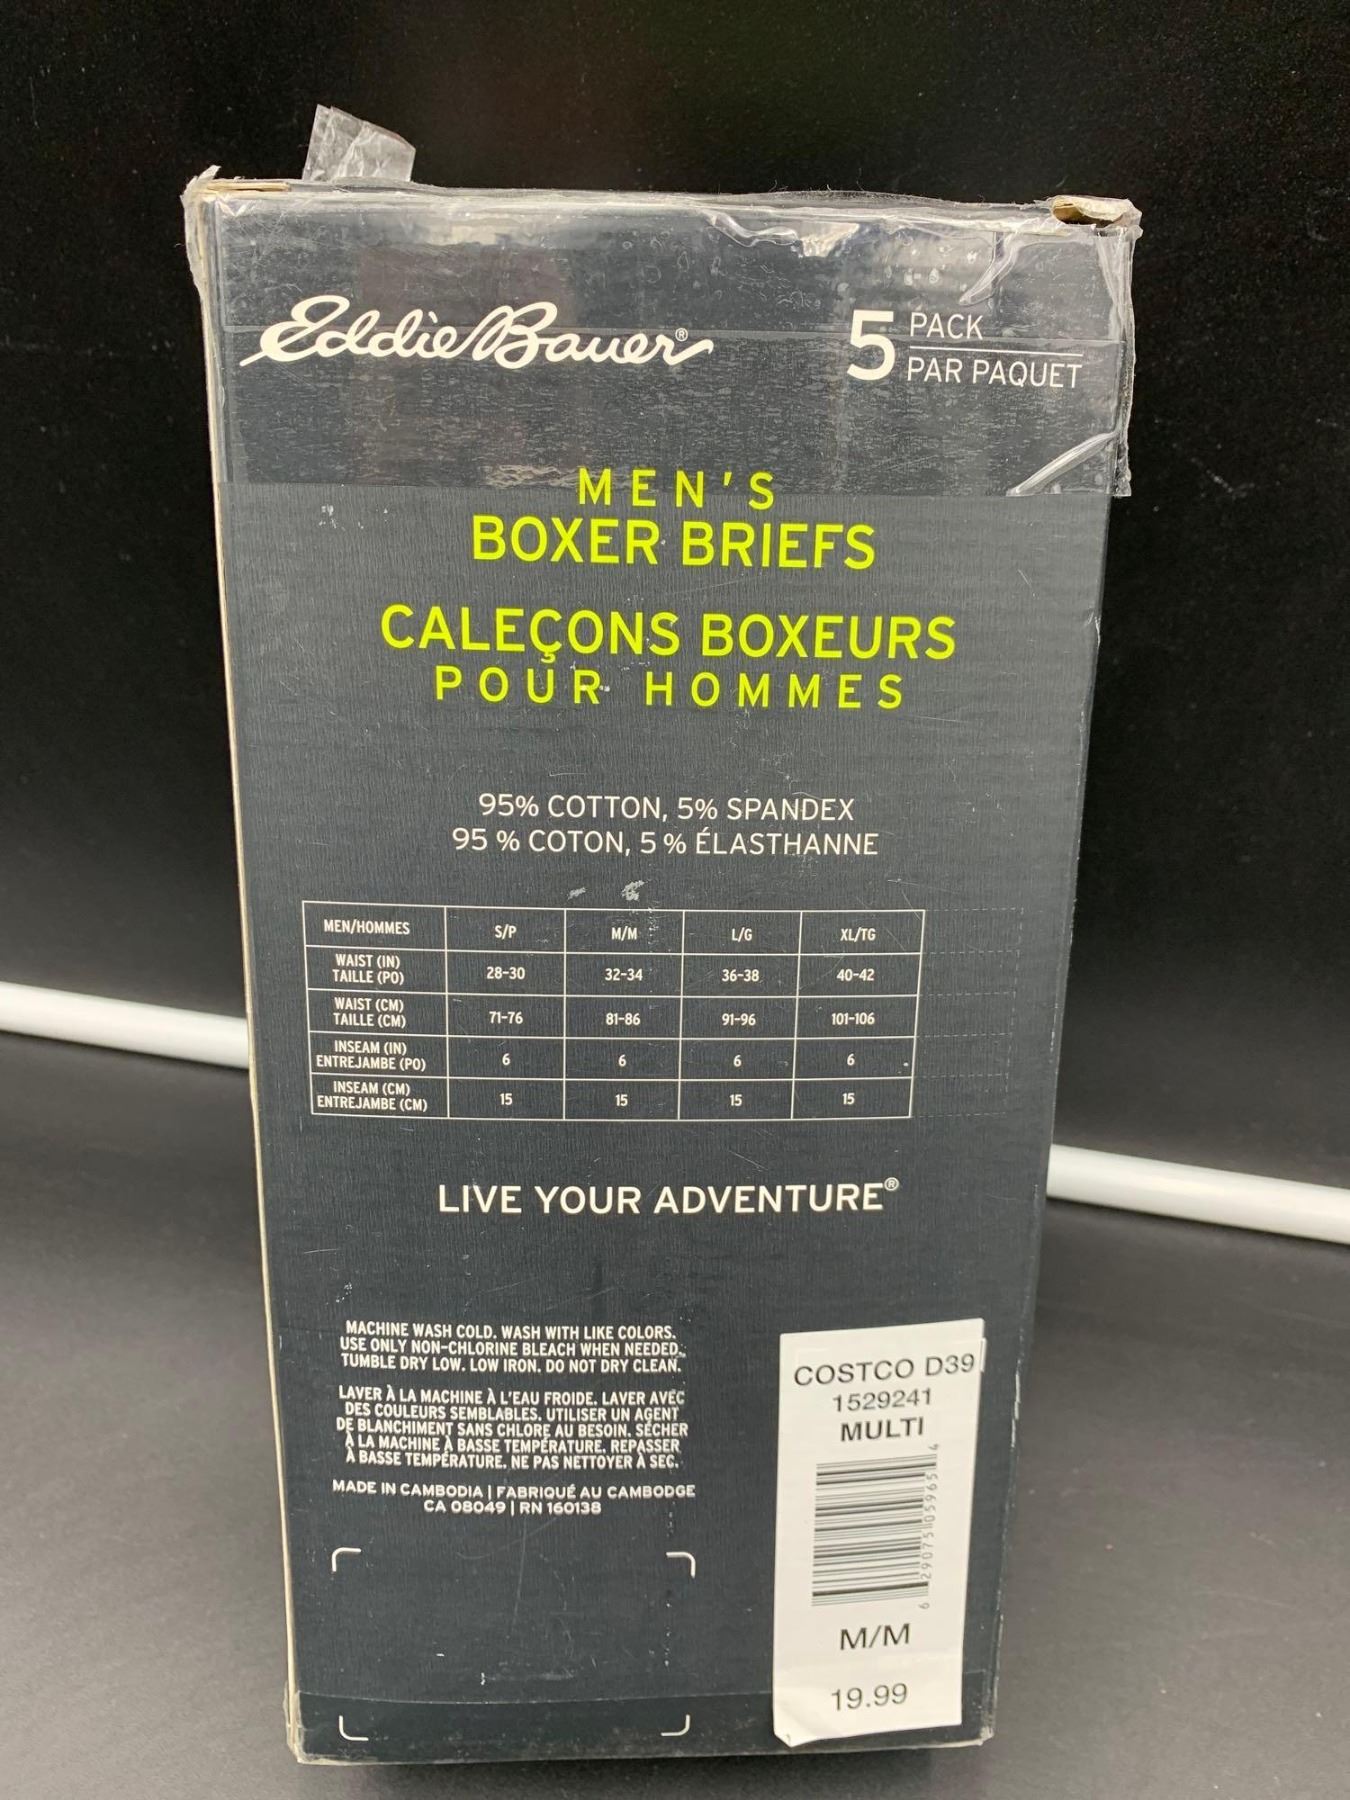 Eddie Bauer®
5 PACK
PAR PAQUET
MEN'S
BOXER BRIEFS
CALEÇONS BOXEURS
POUR HOMMES
95% COTTON, 5% SPANDEX
95 % COTON, 5 % ÉLASTHANNE
MEN/HOMMES S/P M/M L/G XL/TG
WAIST (IN)
TAILLE (PO) 28-30 32-34 36-38 40-42
WAIST (CM)
TAILLE (CM) 71-76 81-86 91-96 101-106
INSEAM (IN)
ENTREJAMBE (PO) 6 6 6 6
INSEAM (CM)
ENTREJAMBE (CM) 15 15 15 15
LIVE YOUR ADVENTURE®
MACHINE WASH COLD. WASH WITH LIKE COLORS.
USE ONLY NON-CHLORINE BLEACH WHEN NEEDED.
TUMBLE DRY LOW. LOW IRON. DO NOT DRY CLEAN.
LAVER À LA MACHINE À L'EAU FROIDE. LAVER AVEC
DES COULEURS SEMBLABLES. UTILISER UN AGENT
DE BLANCHIMENT SANS CHLORE AU BESOIN. SÉCHER
À LA MACHINE À BASSE TEMPÉRATURE. REPASSER
À BASSE TEMPÉRATURE. NE PAS NETTOYER À SEC.
MADE IN CAMBODIA | FABRIQUÉ AU CAMBODGE
CA 08049 | RN 160138
COSTCO D39
1529241
MULTI
6 29075 05965 4
M/M
19.99